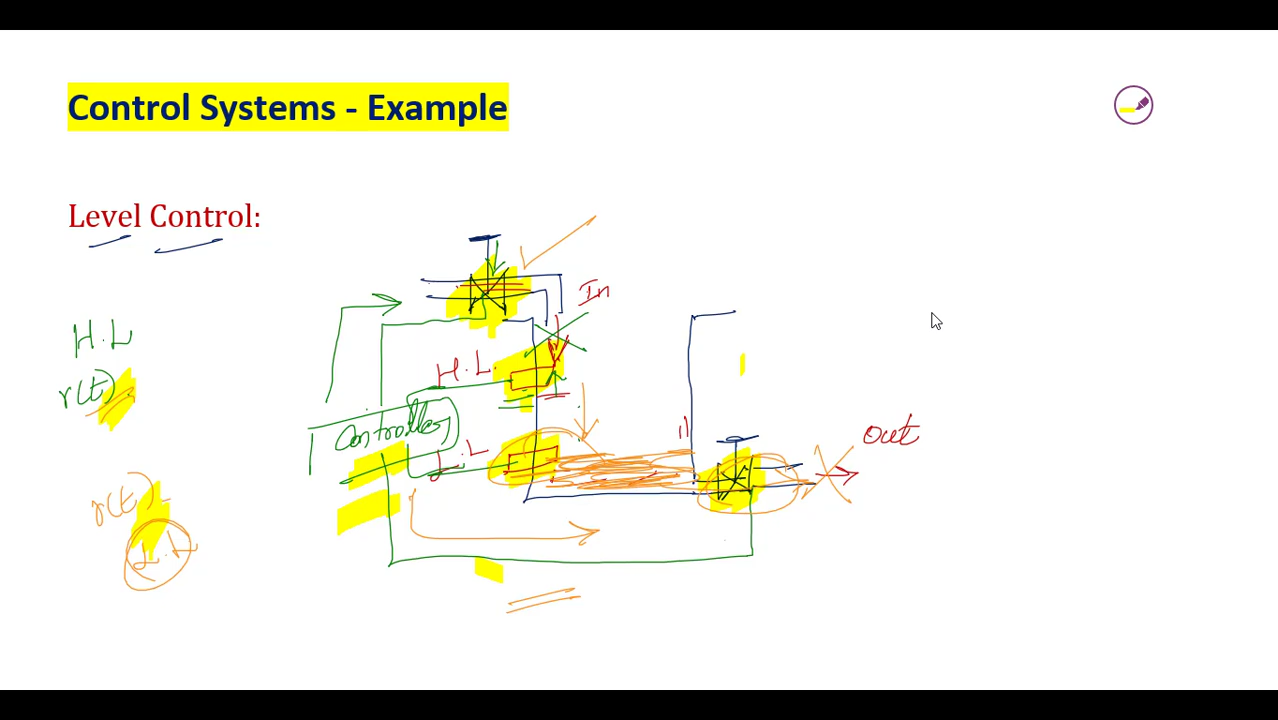 Control Systems - Example
Level Control:
In
H.L
H.L.
r(t)
Controller
Out
L.L
r(t)
L.L